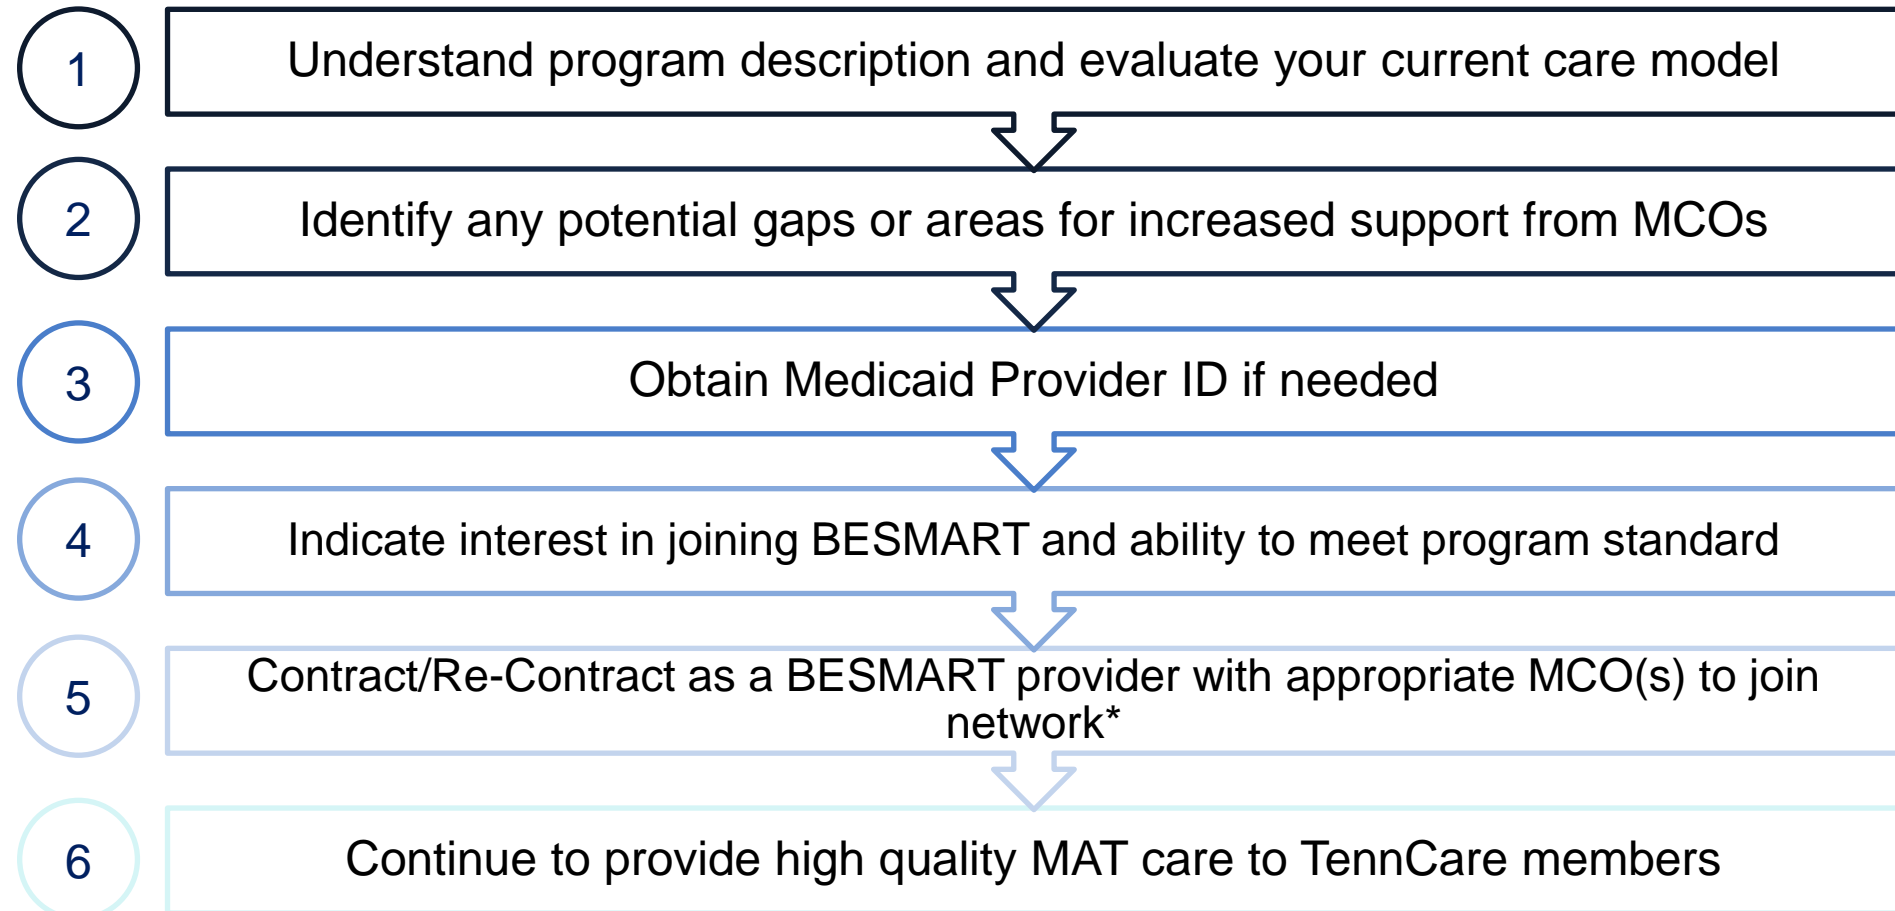 1
Understand program description and evaluate your current care model
2
Identify any potential gaps or areas for increased support from MCOs
3
Obtain Medicaid Provider ID if needed
4
Indicate interest in joining BESMART and ability to meet program standard
5
Contract/Re-Contract as a BESMART provider with appropriate MCO(s) to join
network*
6
Continue to provide high quality MAT care to TennCare members